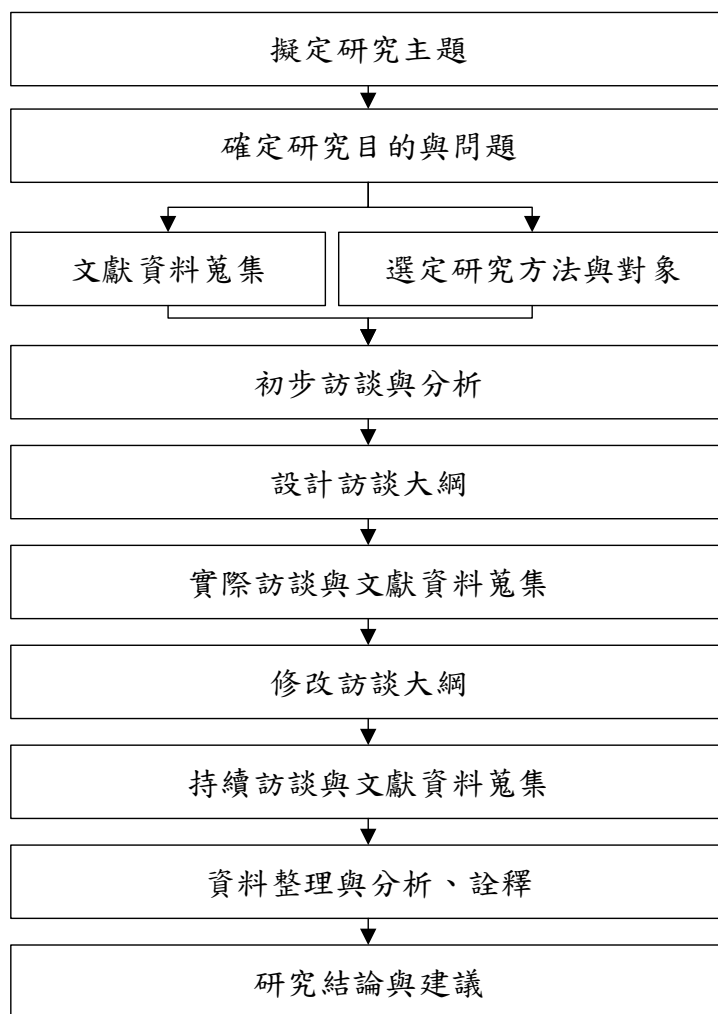 擬定研究主題
確定研究目的與問題
文獻資料蒐集
選定研究方法與對象
初步訪談與分析
設計訪談大綱
實際訪談與文獻資料蒐集
修改訪談大綱
持續訪談與文獻資料蒐集
資料整理與分析、詮釋
研究結論與建議